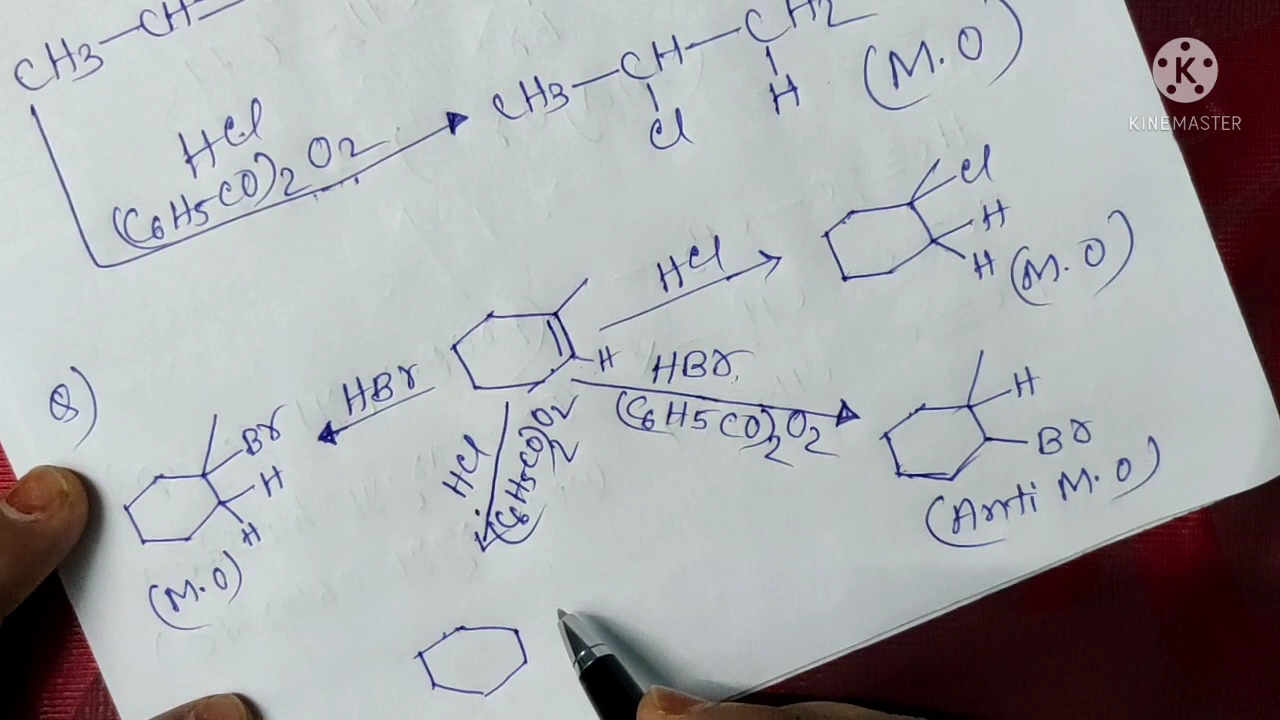 CH3-CH
CH3-CH-CH2
Cl
H
(M.O)
HCl
(C6H5CO)2O2
KINEMASTER
HCl
Cl
H
H
(M.O)
H
Q)
HBr
Br
H
H
(M.O)
HCl
(C6H5CO)2O2
HBr
(C6H5CO)2O2
H
Br
(Anti M.O)